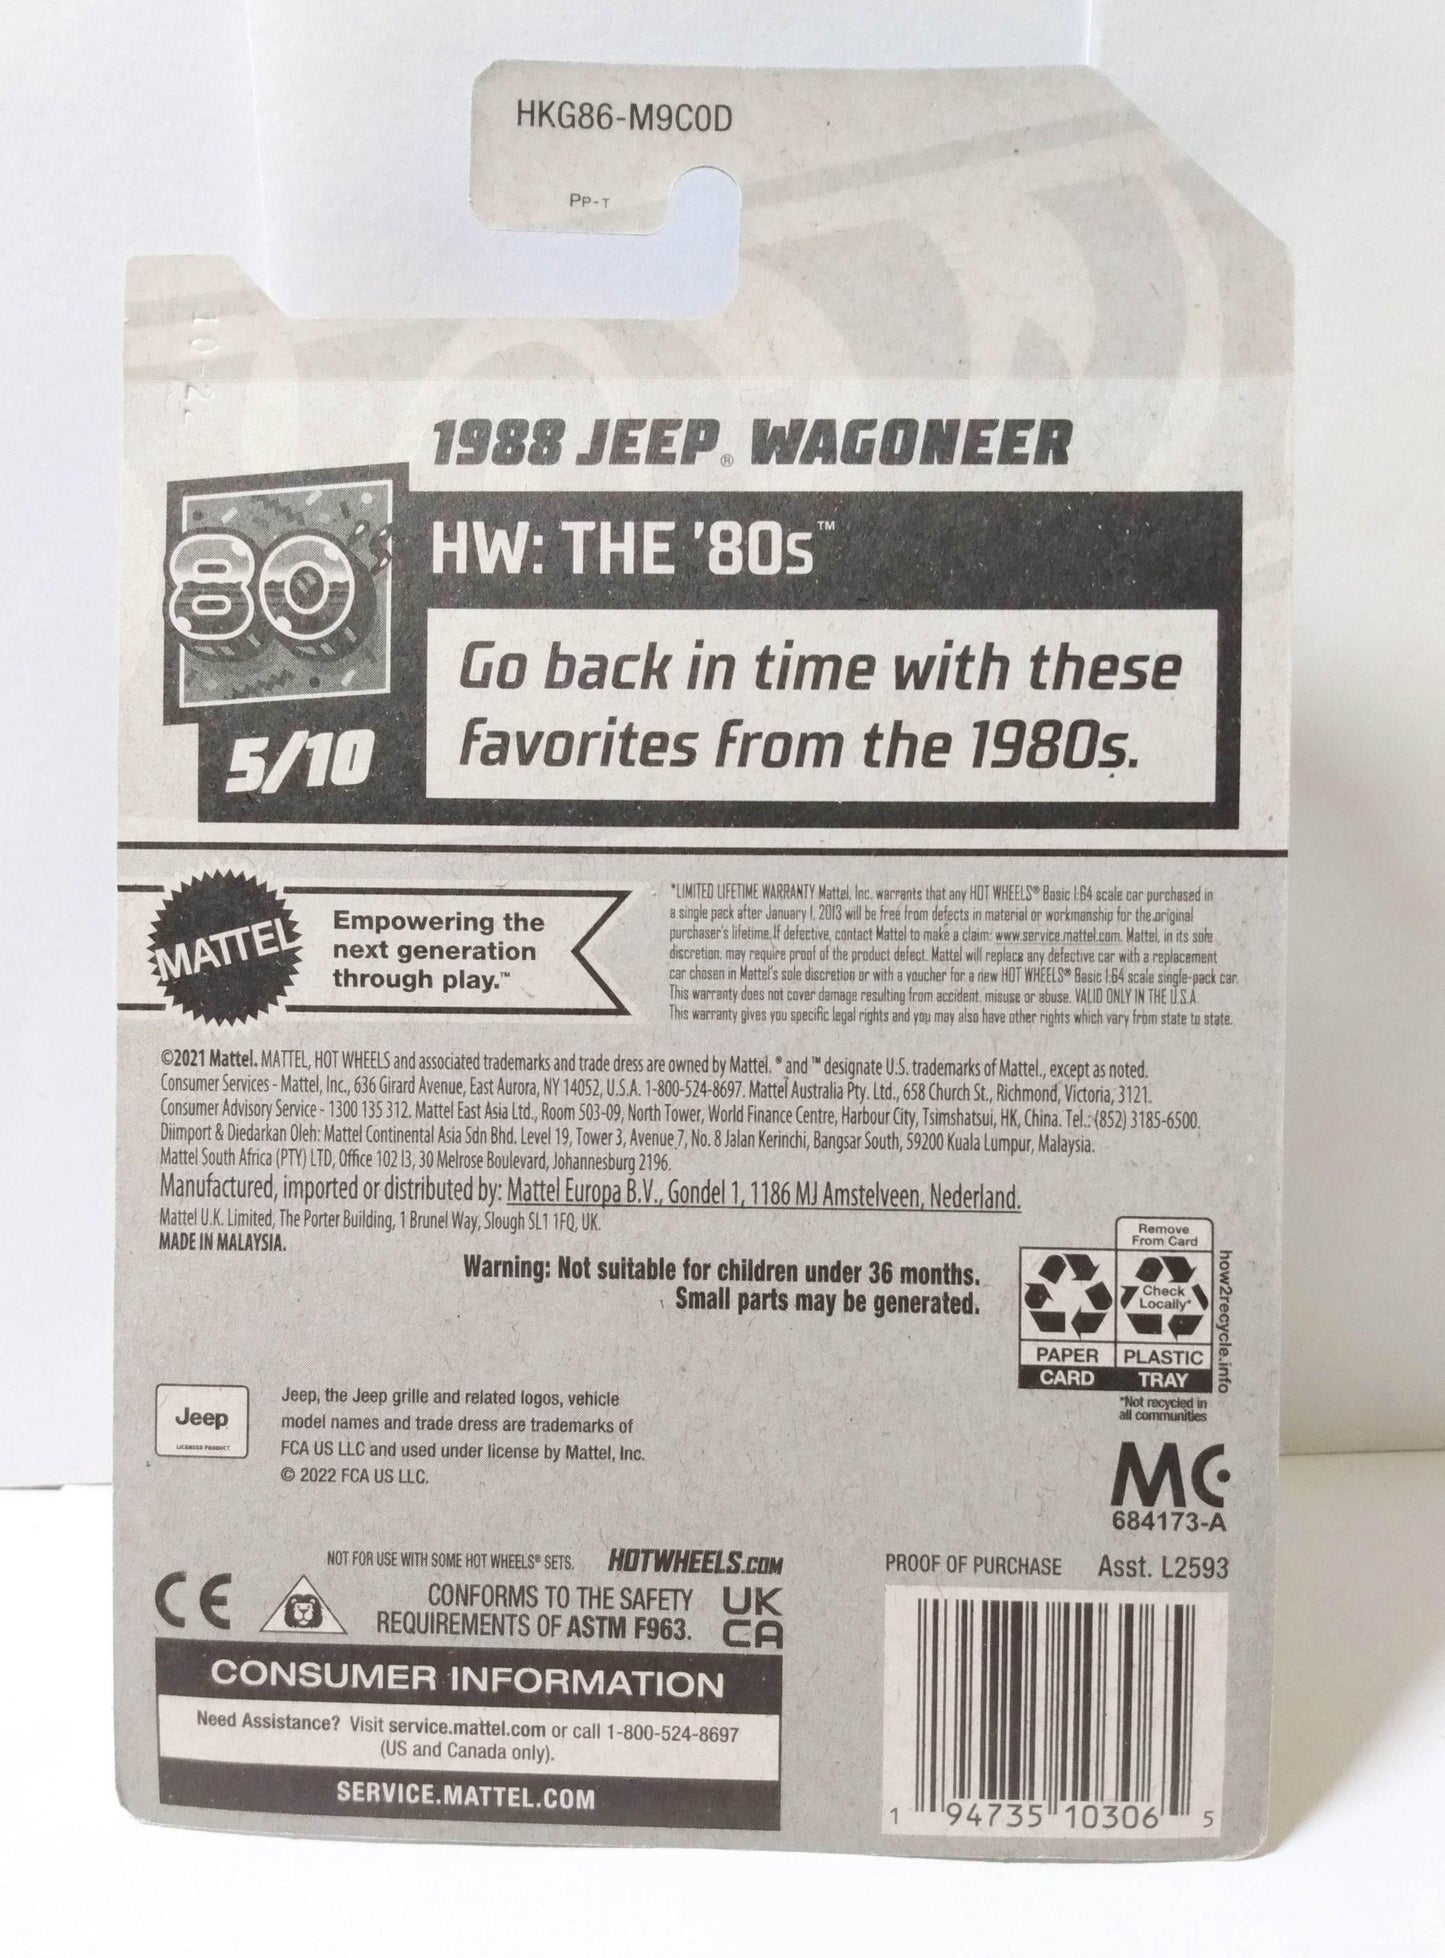 HKG86-M9C0D
PP-T
1988 JEEP® WAGONEER
80
HW: THE '80s™
Go back in time with these
favorites from the 1980s.
5/10
MATTEL
Empowering the
next generation
through play.™
*LIMITED LIFETIME WARRANTY Mattel, Inc. warrants that any HOT WHEELS® Basic 1:64 scale car purchased in
a single pack after January 1, 2013 will be free from defects in material or workmanship for the original
purchaser's lifetime. If defective, contact Mattel to make a claim: www.service.mattel.com. Mattel, in its sole
discretion, may require proof of the product defect. Mattel will replace any defective car with a replacement
car chosen in Mattel's sole discretion or with a voucher for a new HOT WHEELS® Basic 1:64 scale single-pack car.
This warranty does not cover damage resulting from accident, misuse or abuse. VALID ONLY IN THE U.S.A.
This warranty gives you specific legal rights and you may also have other rights which vary from state to state.
©2021 Mattel. MATTEL, HOT WHEELS and associated trademarks and trade dress are owned by Mattel. ® and ™ designate U.S. trademarks of Mattel., except as noted.
Consumer Services - Mattel, Inc., 636 Girard Avenue, East Aurora, NY 14052, U.S.A. 1-800-524-8697. Mattel Australia Pty. Ltd., 658 Church St., Richmond, Victoria, 3121.
Consumer Advisory Service - 1300 135 312. Mattel East Asia Ltd., Room 503-09, North Tower, World Finance Centre, Harbour City, Tsimshatsui, HK, China. Tel.: (852) 3185-6500.
Diimport & Diedarkan Oleh: Mattel Continental Asia Sdn Bhd. Level 19, Tower 3, Avenue 7, No. 8 Jalan Kerinchi, Bangsar South, 59200 Kuala Lumpur, Malaysia.
Mattel South Africa (PTY) LTD, Office 102 I3, 30 Melrose Boulevard, Johannesburg 2196.
Manufactured, imported or distributed by: Mattel Europa B.V., Gondel 1, 1186 MJ Amstelveen, Nederland.
Mattel U.K. Limited, The Porter Building, 1 Brunel Way, Slough SL1 1FQ, UK.
MADE IN MALAYSIA.
Warning: Not suitable for children under 36 months.
Small parts may be generated.
Remove
From Card
Check
Locally*
PAPER
PLASTIC
CARD
TRAY
how2recycle.info
*Not recycled in
all communities
Jeep
LICENSED PRODUCT
Jeep, the Jeep grille and related logos, vehicle
model names and trade dress are trademarks of
FCA US LLC and used under license by Mattel, Inc.
© 2022 FCA US LLC.
MC
684173-A
NOT FOR USE WITH SOME HOT WHEELS® SETS.
HOTWHEELS.COM
CE
CONFORMS TO THE SAFETY
REQUIREMENTS OF ASTM F963.
UK
CA
PROOF OF PURCHASE
Asst. L2593
CONSUMER INFORMATION
Need Assistance? Visit service.mattel.com or call 1-800-524-8697
(US and Canada only).
SERVICE.MATTEL.COM
1 94735 10306 5